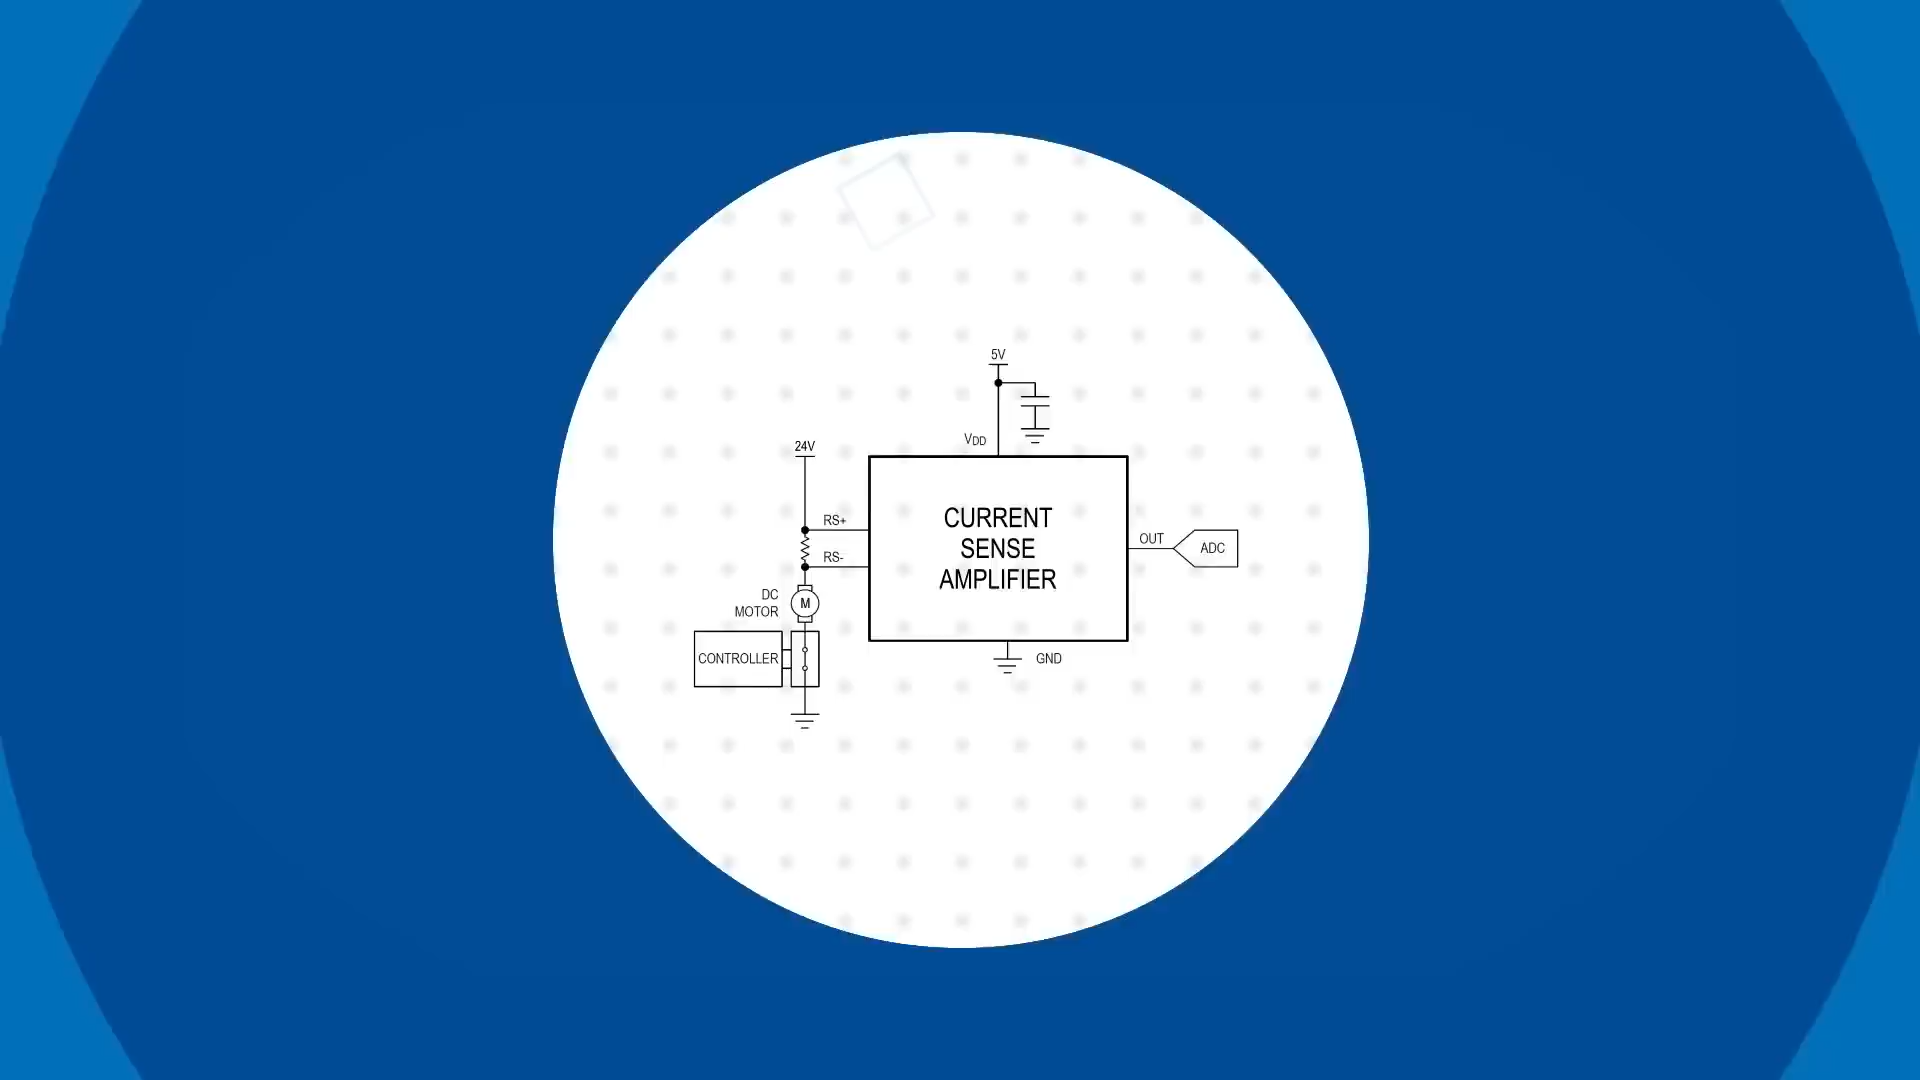 5V
VDD
24V
RS+
RS-
CURRENT
SENSE
AMPLIFIER
OUT
ADC
DC
MOTOR
M
CONTROLLER
GND